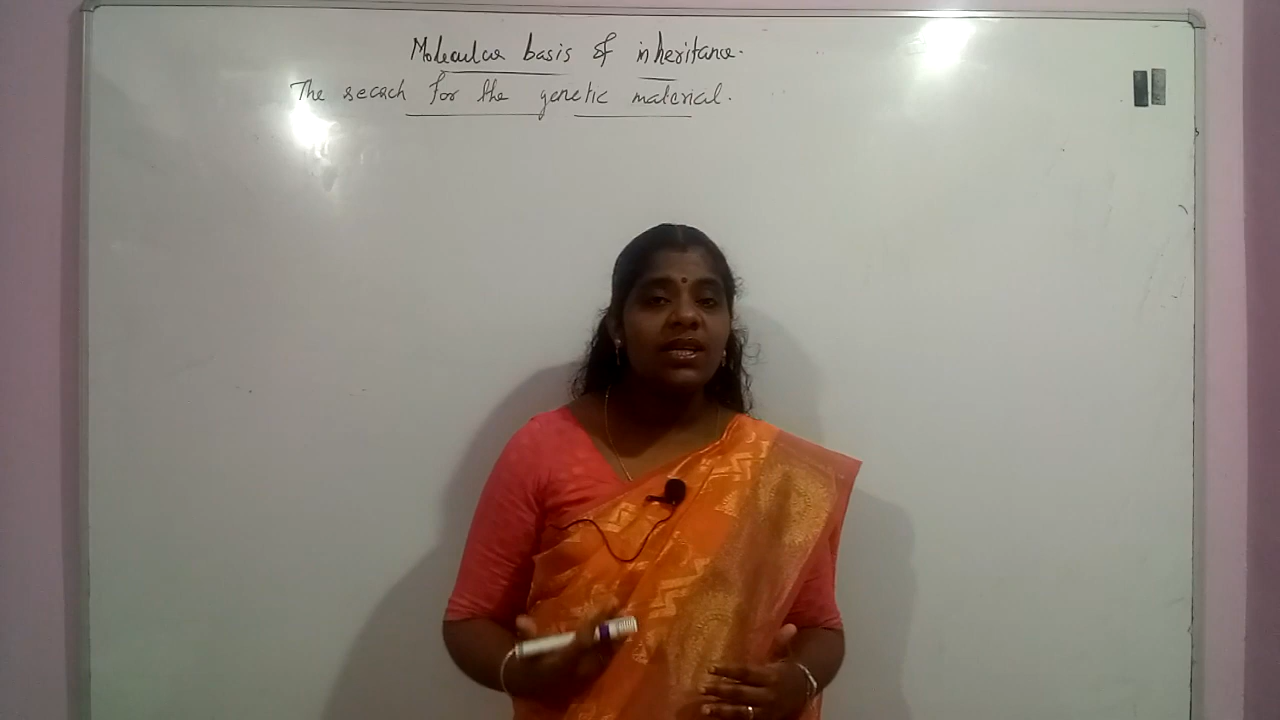 Molecular basis of inheritance.
The search for the genetic material.